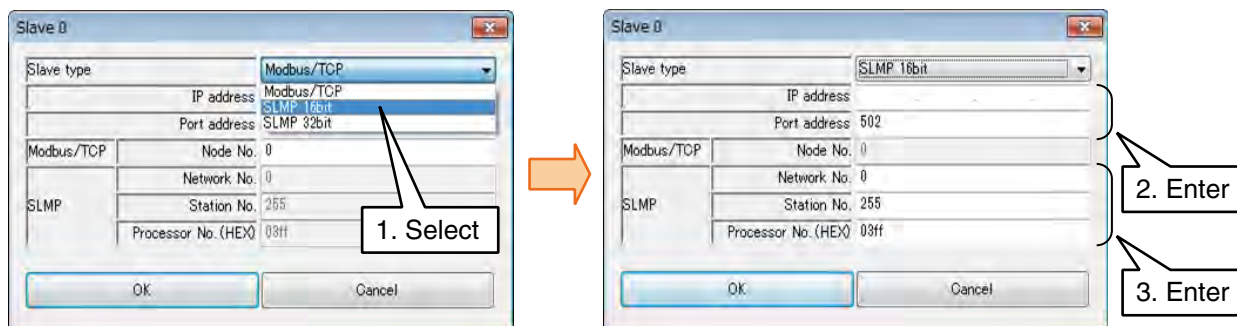 Slave 0
Slave type Modbus/TCP
Modbus/TCP
IP address
SLMP 16bit
Port address SLMP 32bit
Modbus/TCP Node No. 0
Network No. 0
SLMP Station No. 255
Processor No.(HEX) 03ff
1. Select
OK Cancel
Slave 0
Slave type SLMP 16bit
IP address
Port address 502
Modbus/TCP Node No. 0
Network No. 0
SLMP Station No. 255
Processor No.(HEX) 03ff
OK Cancel
2. Enter
3. Enter